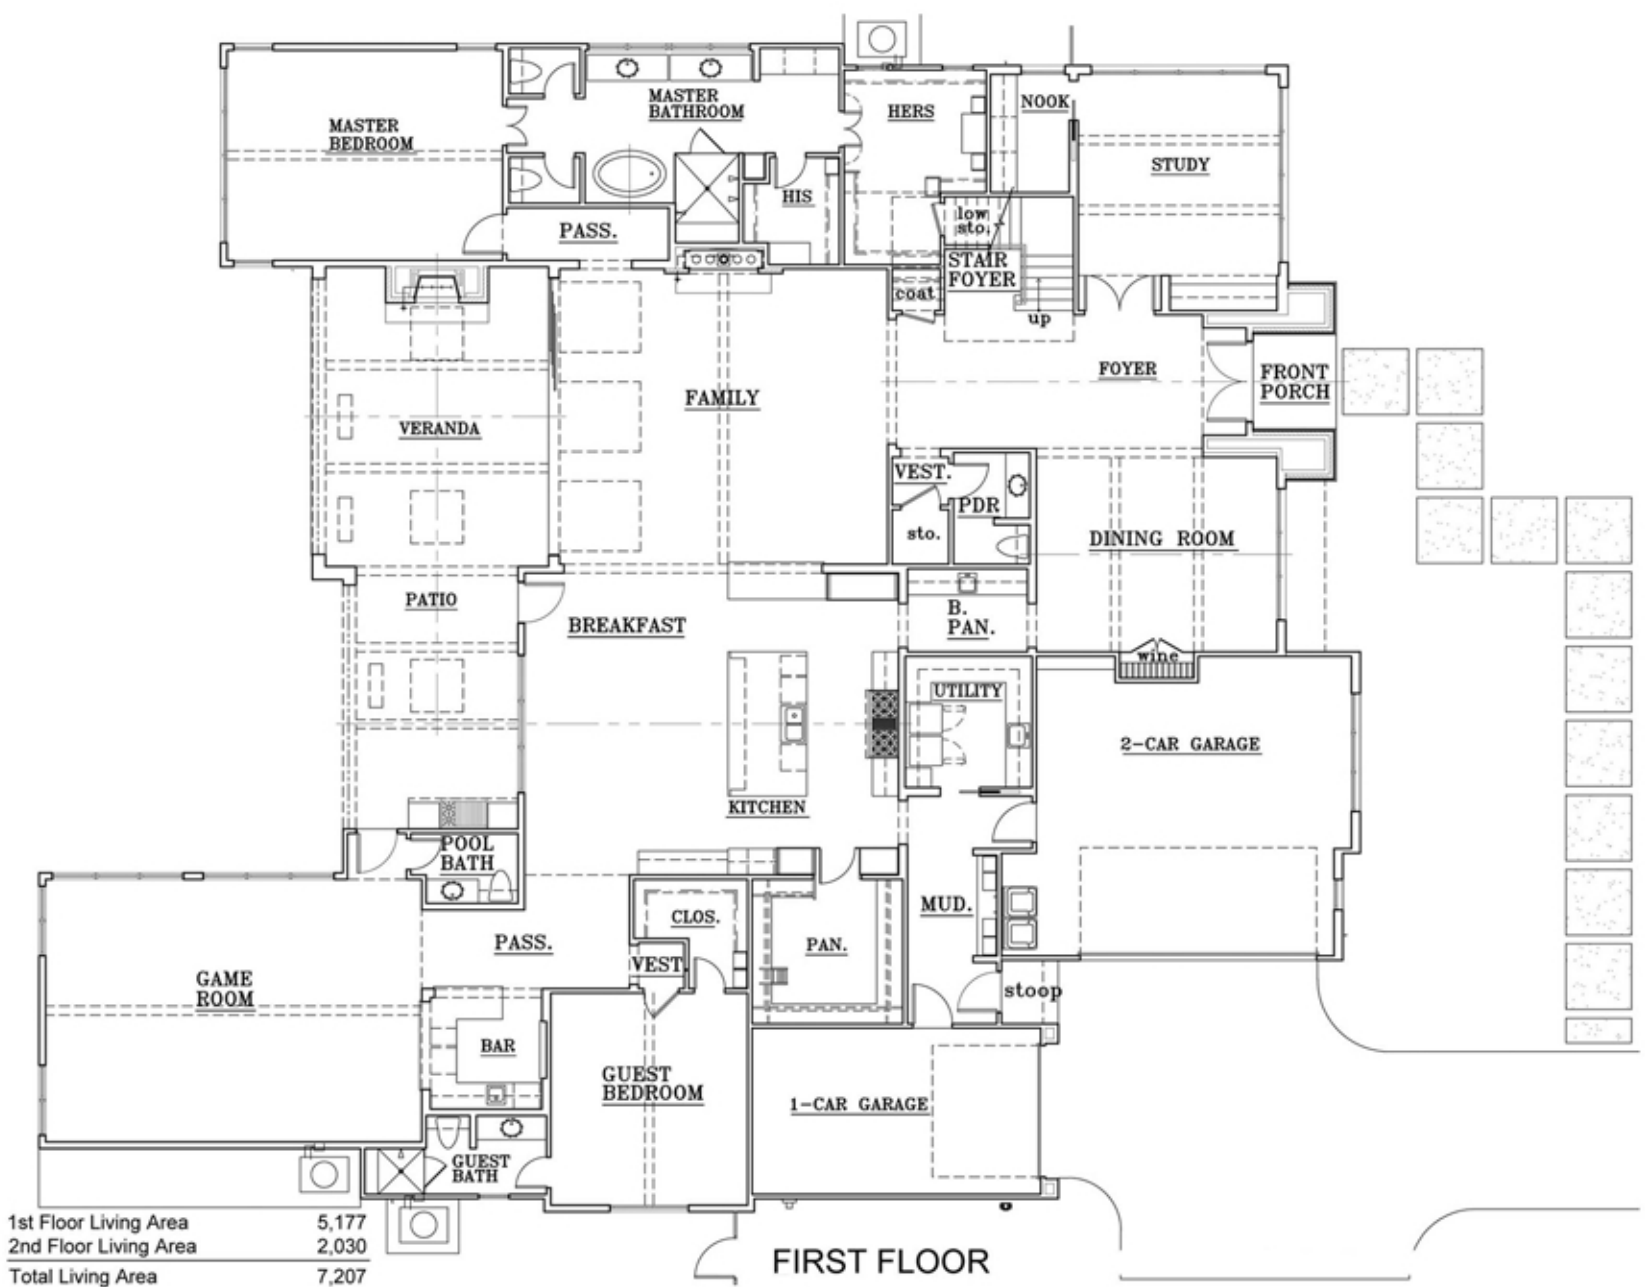 MASTER
BEDROOM
MASTER
BATHROOM
HERS
NOOK
STUDY
HIS
PASS.
low
sto.
STAIR
FOYER
coat
up
FOYER
FRONT
PORCH
FAMILY
VERANDA
VEST.
PDR
sto.
DINING ROOM
PATIO
BREAKFAST
B.
PAN.
wine
UTILITY
2-CAR GARAGE
KITCHEN
POOL
BATH
CLOS.
MUD.
PAN.
PASS.
VEST.
GAME
ROOM
stoop
BAR
GUEST
BEDROOM
1-CAR GARAGE
GUEST
BATH
1st Floor Living Area 5,177
2nd Floor Living Area 2,030
Total Living Area 7,207
FIRST FLOOR